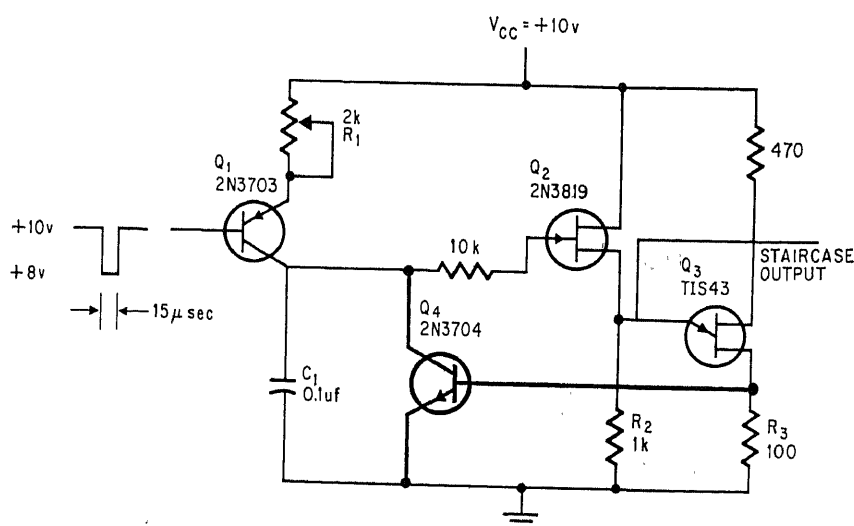 V_CC = +10v
2k
R1
470
Q1
2N3703
Q2
2N3819
+10v
10k
STAIRCASE
OUTPUT
+8v
Q3
TIS43
15μ sec
Q4
2N3704
C1
0.1uf
R2
1k
R3
100